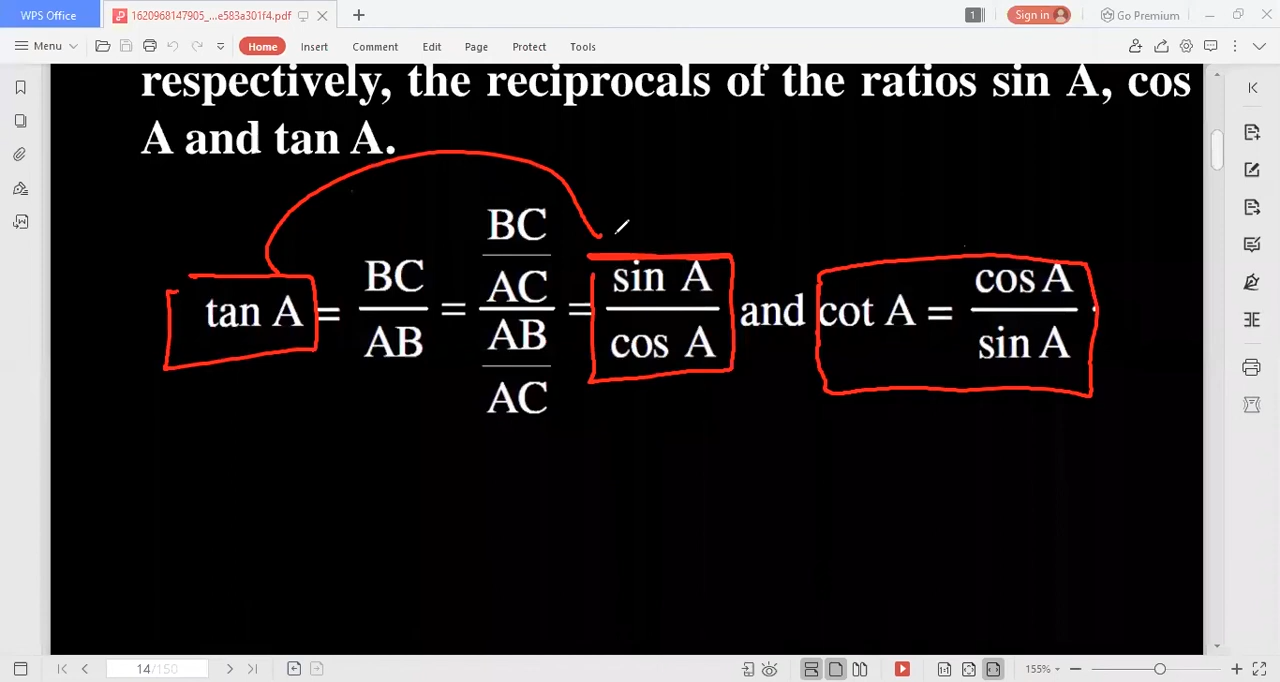 WPS Office
1620968147905_...e583a301f4.pdf
1
Sign in
Go Premium
Menu
Home
Insert
Comment
Edit
Page
Protect
Tools
respectively, the reciprocals of the ratios sin A, cos
A and tan A.
tan A = BC/AB = (BC/AC)/(AB/AC) = sin A/cos A and cot A = cos A/sin A .
14/150
155%